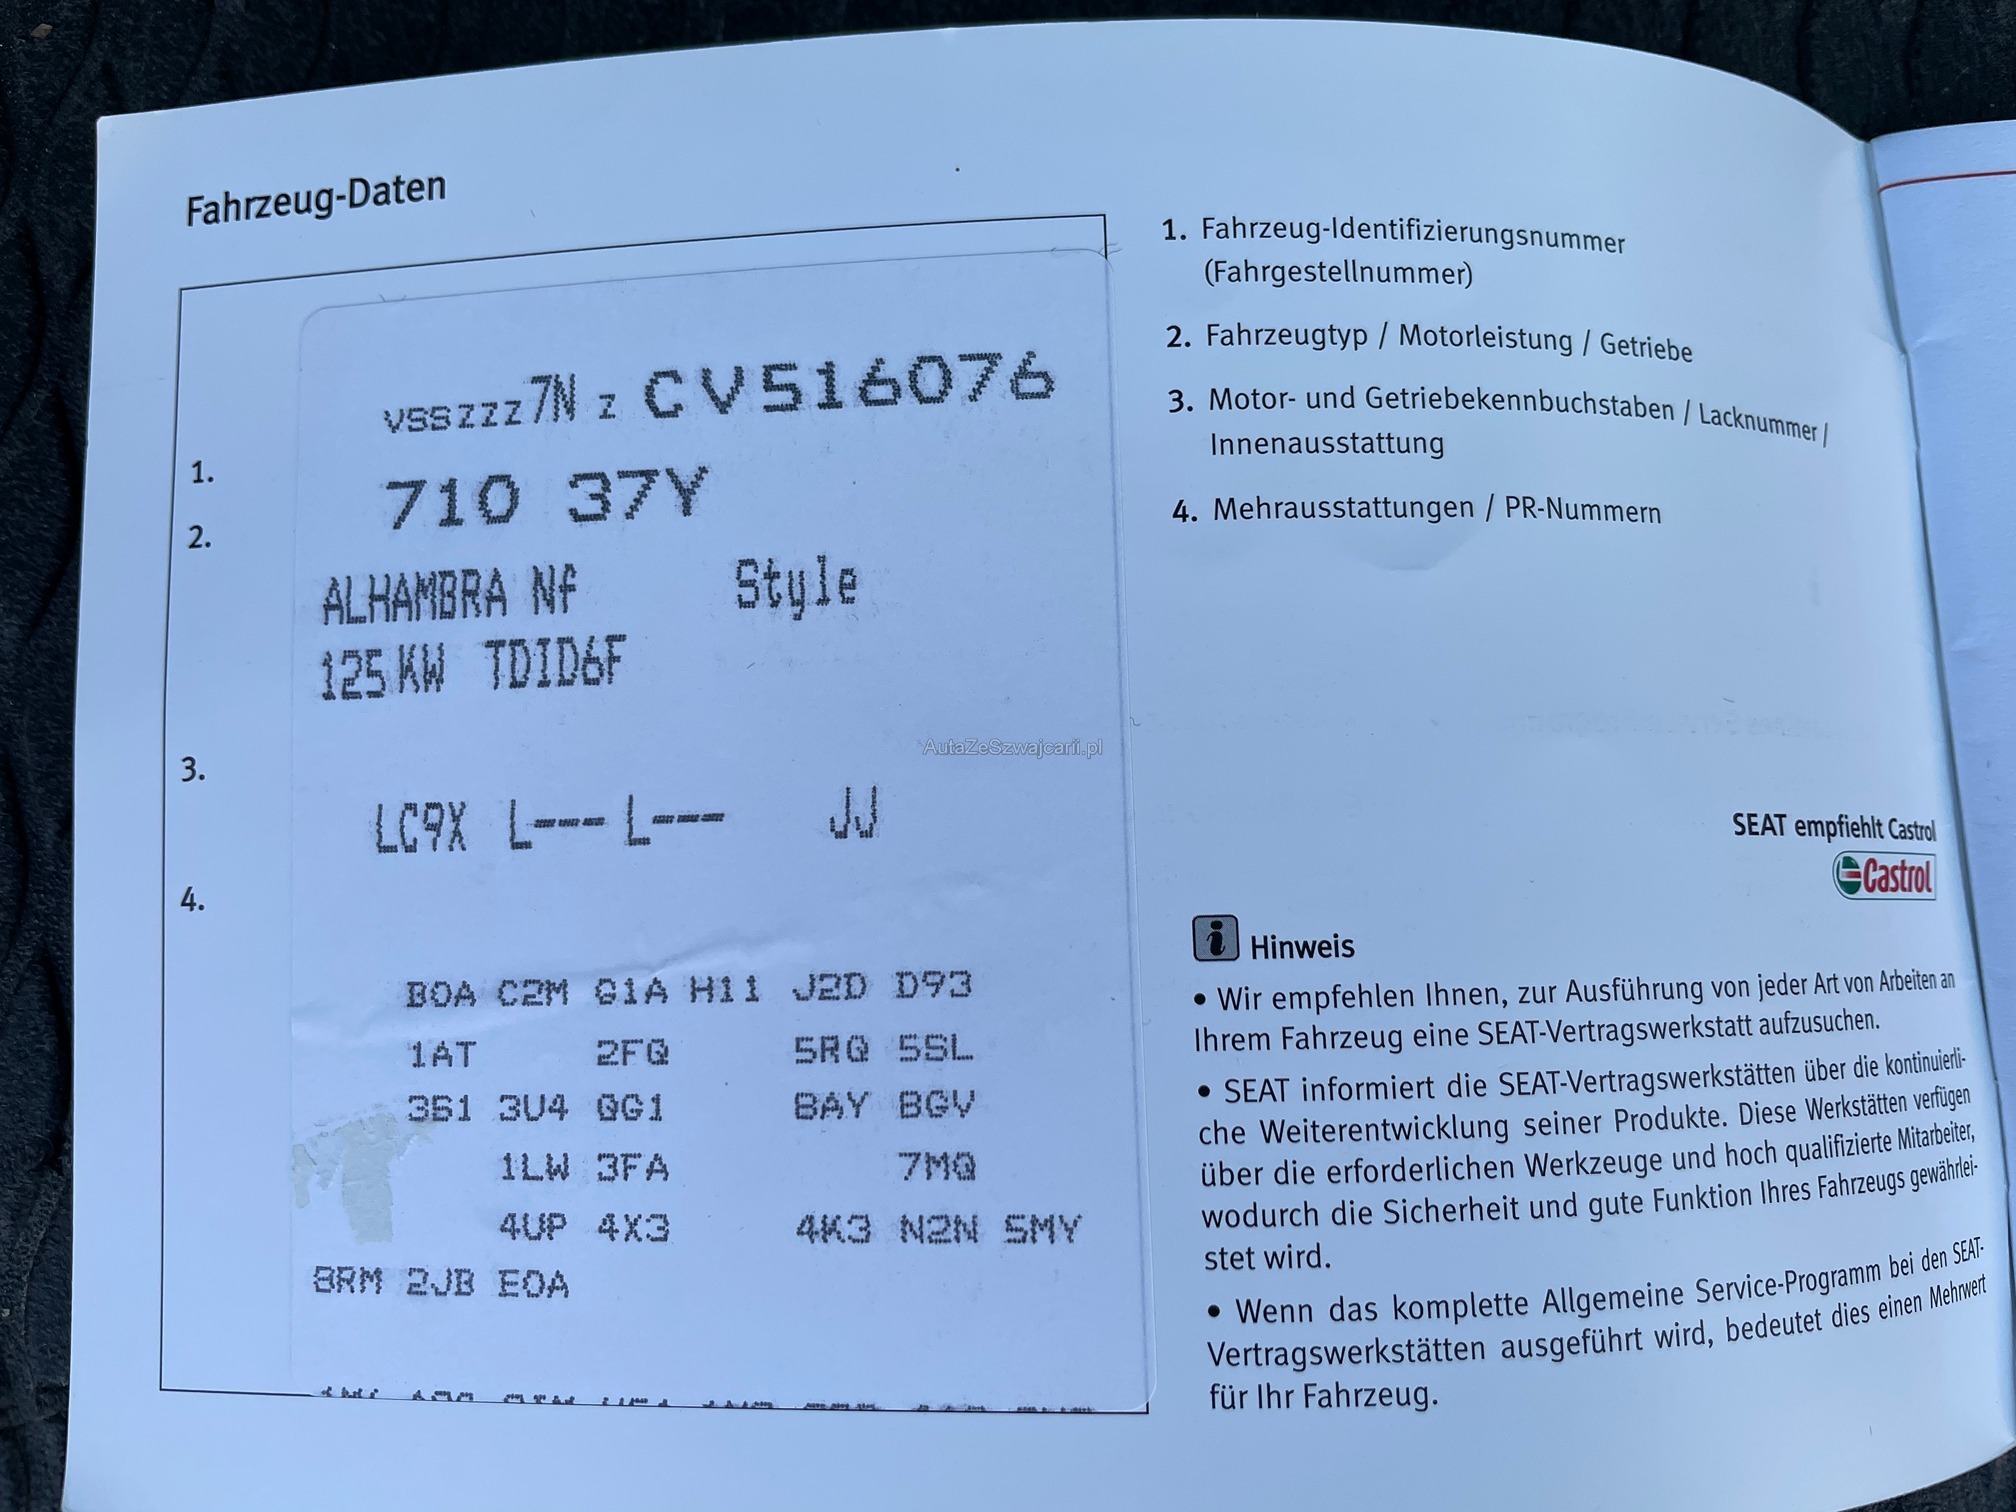 Fahrzeug-Daten
VSSZZZ7N Z CV516076
1.
710 37Y
2.
ALHAMBRA Nf Style
125KW TDID6F
3.
LC9X L--- L--- JJ
4.
B0A C2M G1A H11 J2D D93
1AT 2FQ 5RQ 5SL
3S1 3U4 QG1 8AY 8GV
1LW 3FA 7MQ
4UP 4X3 4K3 N2N 5MY
8RM 2JB E0A
1. Fahrzeug-Identifizierungsnummer
(Fahrgestellnummer)
2. Fahrzeugtyp / Motorleistung / Getriebe
3. Motor- und Getriebekennbuchstaben / Lacknummer /
Innenausstattung
4. Mehrausstattungen / PR-Nummern
AutaZeSzwajcarii.pl
SEAT empfiehlt Castrol
Castrol
i Hinweis
• Wir empfehlen Ihnen, zur Ausführung von jeder Art von Arbeiten an
Ihrem Fahrzeug eine SEAT-Vertragswerkstatt aufzusuchen.
• SEAT informiert die SEAT-Vertragswerkstätten über die kontinuierli-
che Weiterentwicklung seiner Produkte. Diese Werkstätten verfügen
über die erforderlichen Werkzeuge und hoch qualifizierte Mitarbeiter,
wodurch die Sicherheit und gute Funktion Ihres Fahrzeugs gewährlei-
stet wird.
• Wenn das komplette Allgemeine Service-Programm bei den SEAT-
Vertragswerkstätten ausgeführt wird, bedeutet dies einen Mehrwert
für Ihr Fahrzeug.